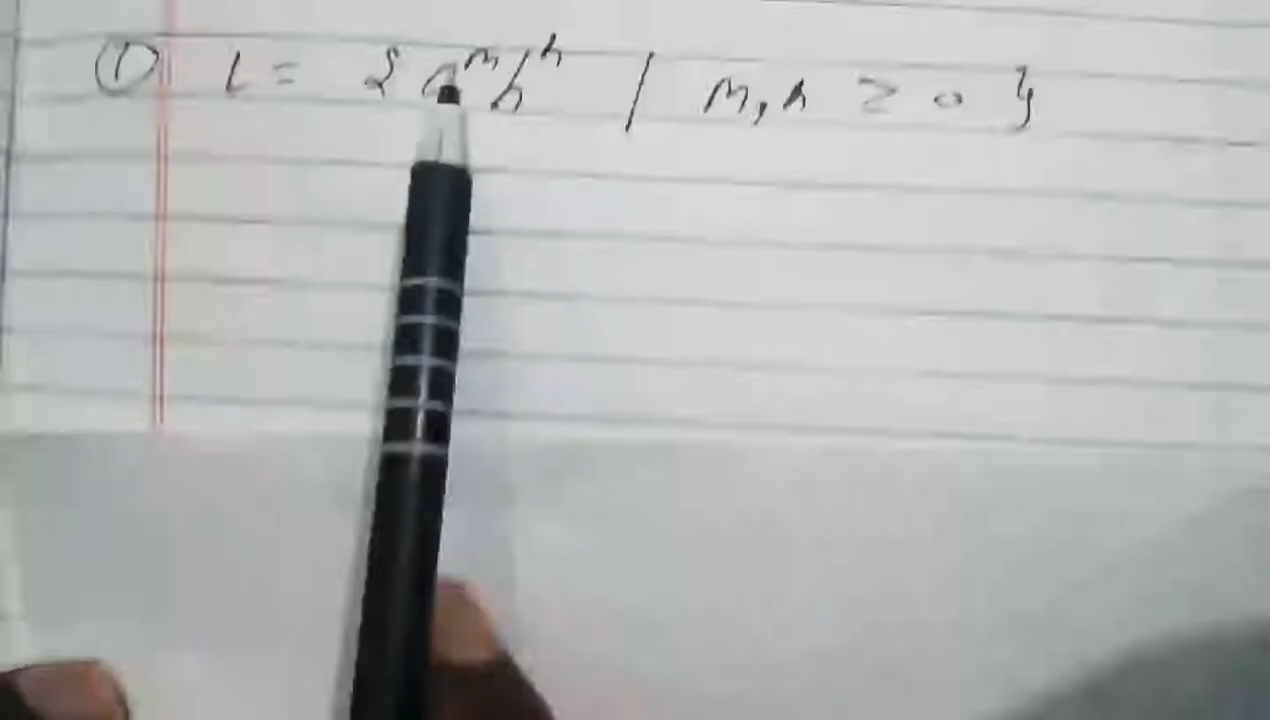 ① L = {a^m b^n / m, n ≥ 0}